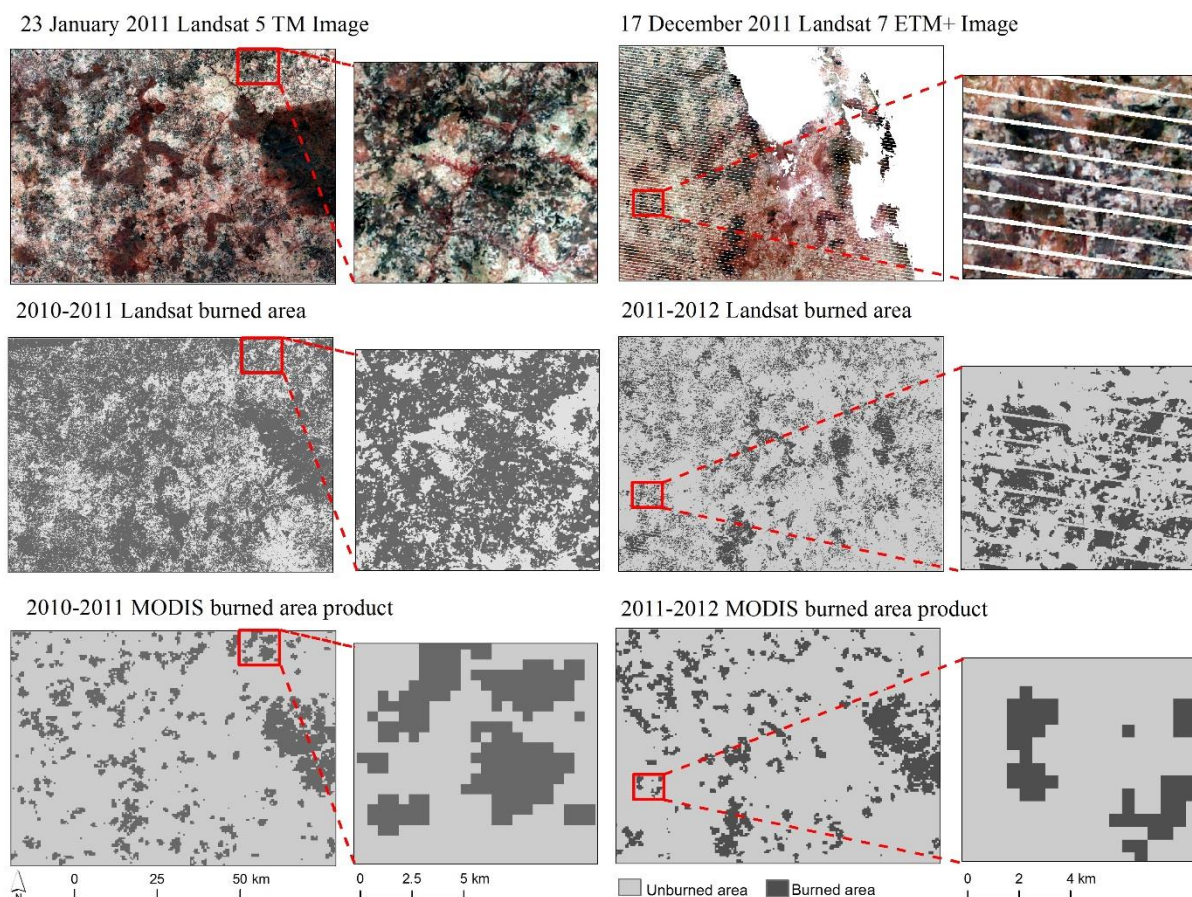 23 January 2011 Landsat 5 TM Image
17 December 2011 Landsat 7 ETM+ Image
2010-2011 Landsat burned area
2011-2012 Landsat burned area
2010-2011 MODIS burned area product
2011-2012 MODIS burned area product
N
0 25 50 km
0 2.5 5 km
Unburned area
Burned area
0 2 4 km